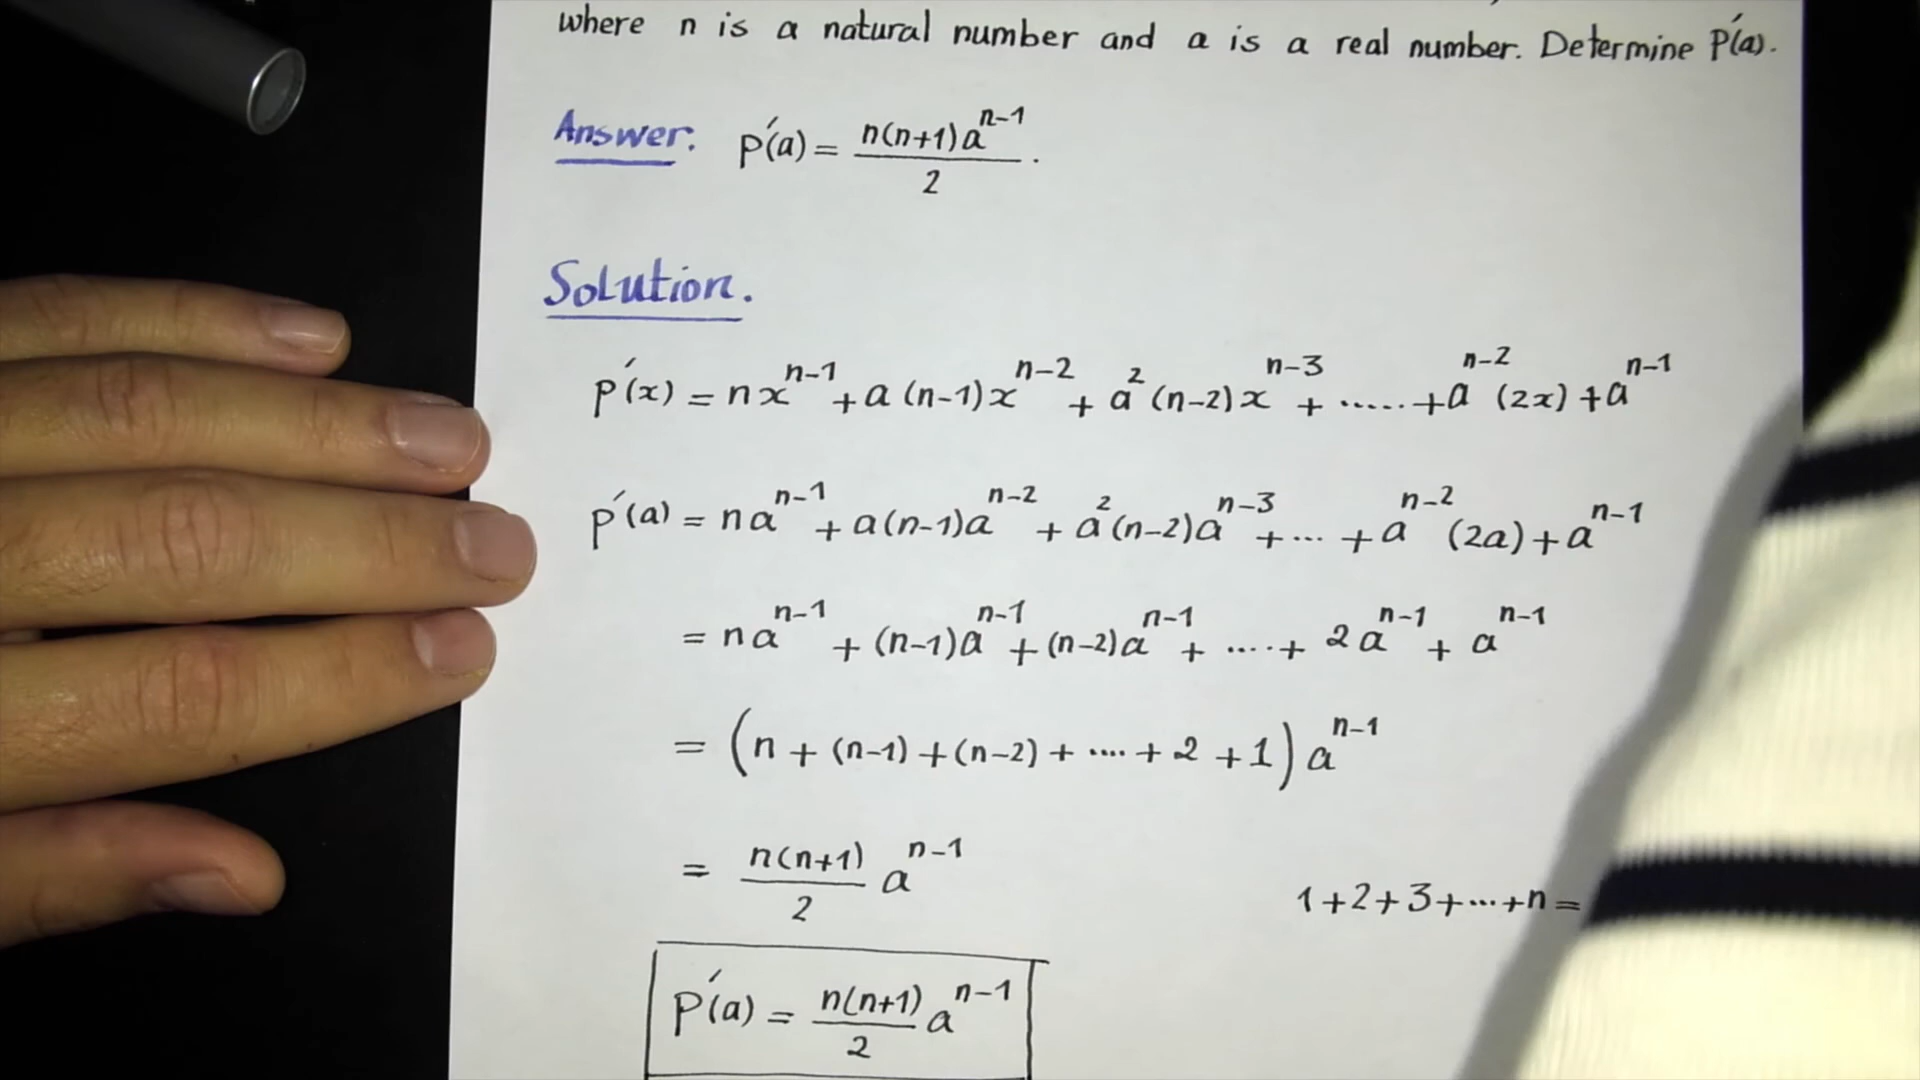 where n is a natural number and a is a real number. Determine P'(a).
Answer: P'(a) = n(n+1)a^(n-1) / 2 .
Solution.
P'(x) = nx^(n-1) + a(n-1)x^(n-2) + a^2(n-2)x^(n-3) + ...... + a^(n-2)(2x) + a^(n-1)
P'(a) = na^(n-1) + a(n-1)a^(n-2) + a^2(n-2)a^(n-3) + ... + a^(n-2)(2a) + a^(n-1)
= na^(n-1) + (n-1)a^(n-1) + (n-2)a^(n-1) + ....+ 2a^(n-1) + a^(n-1)
= (n + (n-1) + (n-2) + .... + 2 + 1) a^(n-1)
= n(n+1)/2 a^(n-1)
1+2+3+...+n =
P'(a) = n(n+1)/2 a^(n-1)